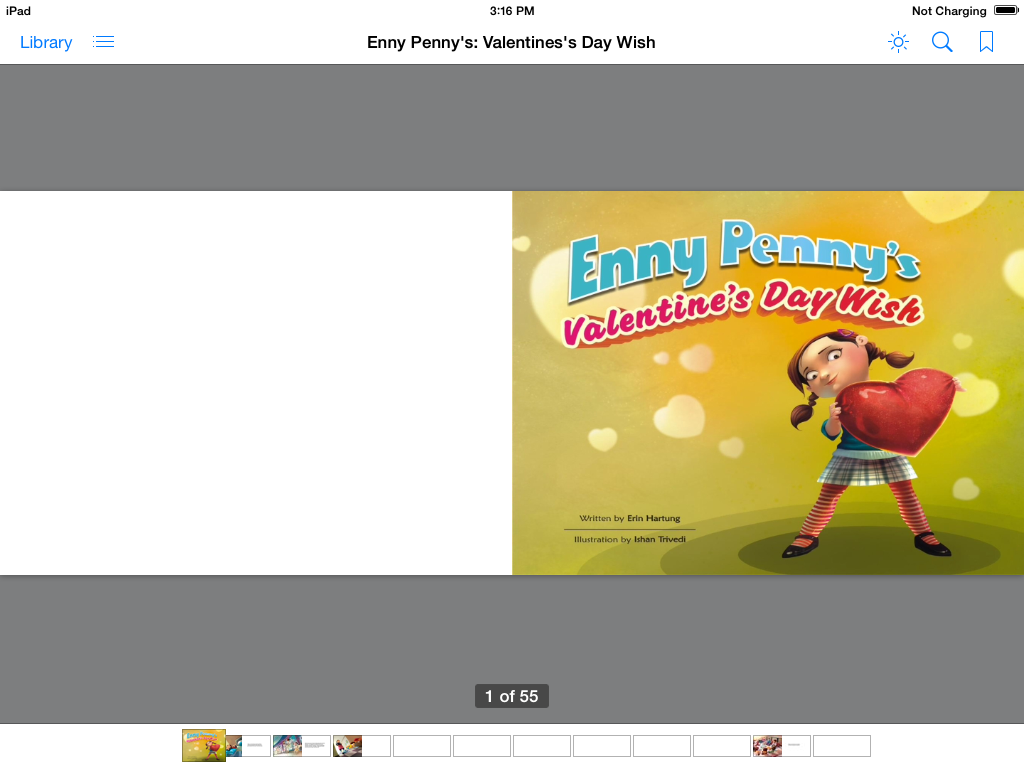 iPad
3:16 PM
Not Charging
Library
Enny Penny's: Valentines's Day Wish
Enny Penny's
Valentine's Day Wish
Written by Erin Hartung
Illustration by Ishan Trivedi
1 of 55